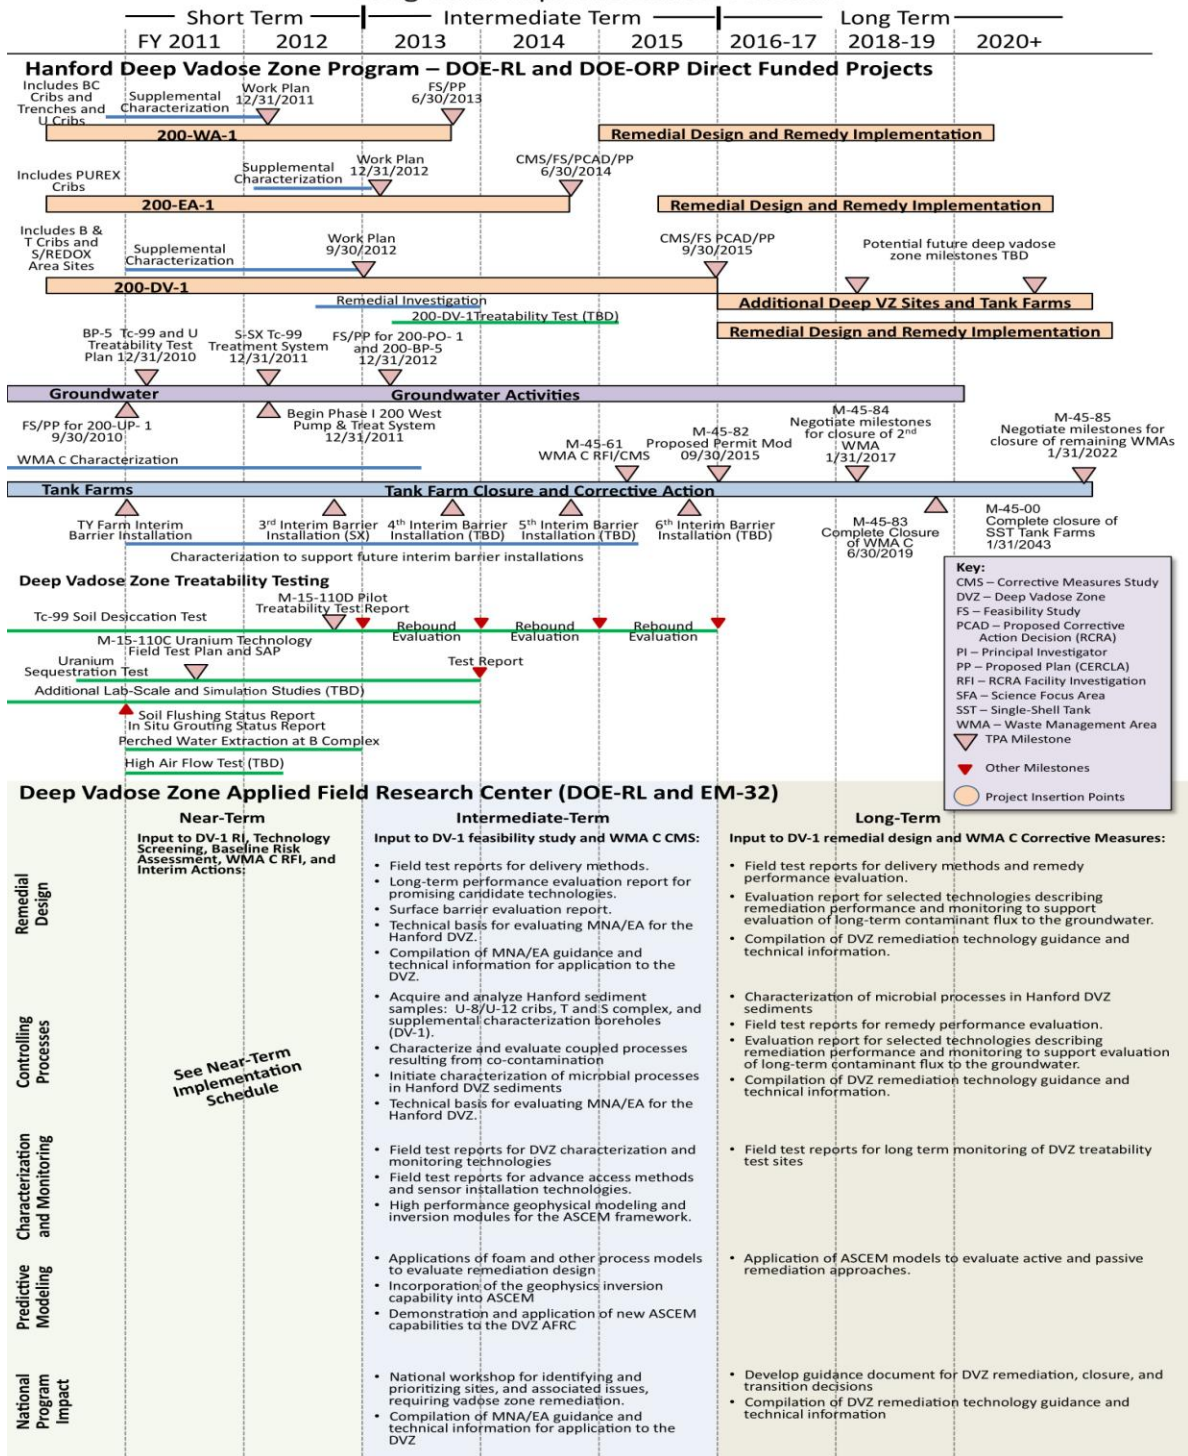 Short Term
Intermediate Term
Long Term
FY 2011
2012
2013
2014
2015
2016-17
2018-19
2020+
Hanford Deep Vadose Zone Program – DOE-RL and DOE-ORP Direct Funded Projects
Includes BC
Cribs and
Trenches and
U Cribs
Supplemental
Characterization
Work Plan
12/31/2011
FS/PP
6/30/2013
200-WA-1
Remedial Design and Remedy Implementation
Includes PUREX
Cribs
Supplemental
Characterization
Work Plan
12/31/2012
CMS/FS/PCAD/PP
6/30/2014
200-EA-1
Remedial Design and Remedy Implementation
Includes B &
T Cribs and
S/REDOX
Area Sites
Supplemental
Characterization
Work Plan
9/30/2012
CMS/FS PCAD/PP
9/30/2015
Potential future deep vadose
zone milestones TBD
200-DV-1
Additional Deep VZ Sites and Tank Farms
Remedial Investigation
200-DV-1Treatability Test (TBD)
Remedial Design and Remedy Implementation
BP-5 Tc-99 and U
Treatability Test
Plan 12/31/2010
S-SX Tc-99
Treatment System
12/31/2011
FS/PP for 200-PO- 1
and 200-BP-5
12/31/2012
Groundwater
Groundwater Activities
FS/PP for 200-UP- 1
9/30/2010
Begin Phase I 200 West
Pump & Treat System
12/31/2011
WMA C Characterization
M-45-61
WMA C RFI/CMS
M-45-82
Proposed Permit Mod
09/30/2015
M-45-84
Negotiate milestones
for closure of 2nd
WMA
1/31/2017
M-45-85
Negotiate milestones for
closure of remaining WMAs
1/31/2022
Tank Farms
Tank Farm Closure and Corrective Action
TY Farm Interim
Barrier Installation
3rd Interim Barrier
Installation (SX)
4th Interim Barrier
Installation (TBD)
5th Interim Barrier
Installation (TBD)
6th Interim Barrier
Installation (TBD)
M-45-83
Complete Closure
of WMA C
6/30/2019
M-45-00
Complete closure of
SST Tank Farms
1/31/2043
Characterization to support future interim barrier installations
Deep Vadose Zone Treatability Testing
M-15-110D Pilot
Treatability Test Report
Tc-99 Soil Desiccation Test
Rebound
Evaluation
Rebound
Evaluation
Rebound
Evaluation
M-15-110C Uranium Technology
Field Test Plan and SAP
Uranium
Sequestration Test
Test Report
Additional Lab-Scale and Simulation Studies (TBD)
Soil Flushing Status Report
In Situ Grouting Status Report
Perched Water Extraction at B Complex
High Air Flow Test (TBD)
Key:
CMS – Corrective Measures Study
DVZ – Deep Vadose Zone
FS – Feasibility Study
PCAD – Proposed Corrective
Action Decision (RCRA)
PI – Principal Investigator
PP – Proposed Plan (CERCLA)
RFI – RCRA Facility Investigation
SFA – Science Focus Area
SST – Single-Shell Tank
WMA – Waste Management Area
TPA Milestone
Other Milestones
Project Insertion Points
Deep Vadose Zone Applied Field Research Center (DOE-RL and EM-32)
Near-Term
Input to DV-1 RI, Technology
Screening, Baseline Risk
Assessment, WMA C RFI, and
Interim Actions:
See Near-Term
Implementation
Schedule
Intermediate-Term
Input to DV-1 feasibility study and WMA C CMS:
Long-Term
Input to DV-1 remedial design and WMA C Corrective Measures:
Remedial
Design
• Field test reports for delivery methods.
• Long-term performance evaluation report for
promising candidate technologies.
• Surface barrier evaluation report.
• Technical basis for evaluating MNA/EA for the
Hanford DVZ.
• Compilation of MNA/EA guidance and
technical information for application to the
DVZ.
• Field test reports for delivery methods and remedy
performance evaluation.
• Evaluation report for selected technologies describing
remediation performance and monitoring to support
evaluation of long-term contaminant flux to the groundwater.
• Compilation of DVZ remediation technology guidance and
technical information.
Controlling
Processes
• Acquire and analyze Hanford sediment
samples: U-8/U-12 cribs, T and S complex, and
supplemental characterization boreholes
(DV-1).
• Characterize and evaluate coupled processes
resulting from co-contamination
• Initiate characterization of microbial processes
in Hanford DVZ sediments
• Technical basis for evaluating MNA/EA for the
Hanford DVZ.
• Characterization of microbial processes in Hanford DVZ
sediments
• Field test reports for remedy performance evaluation.
• Evaluation report for selected technologies describing
remediation performance and monitoring to support evaluation
of long-term contaminant flux to the groundwater.
• Compilation of DVZ remediation technology guidance and
technical information.
Characterization
and Monitoring
• Field test reports for DVZ characterization and
monitoring technologies
• Field test reports for advance access methods
and sensor installation technologies.
• High performance geophysical modeling and
inversion modules for the ASCEM framework.
• Field test reports for long term monitoring of DVZ treatability
test sites
Predictive
Modeling
• Applications of foam and other process models
to evaluate remediation design
• Incorporation of the geophysics inversion
capability into ASCEM
• Demonstration and application of new ASCEM
capabilities to the DVZ AFRC
• Application of ASCEM models to evaluate active and passive
remediation approaches.
National
Program
Impact
• National workshop for identifying and
prioritizing sites, and associated issues,
requiring vadose zone remediation.
• Compilation of MNA/EA guidance and
technical information for application to the
DVZ
• Develop guidance document for DVZ remediation, closure, and
transition decisions
• Compilation of DVZ remediation technology guidance and
technical information